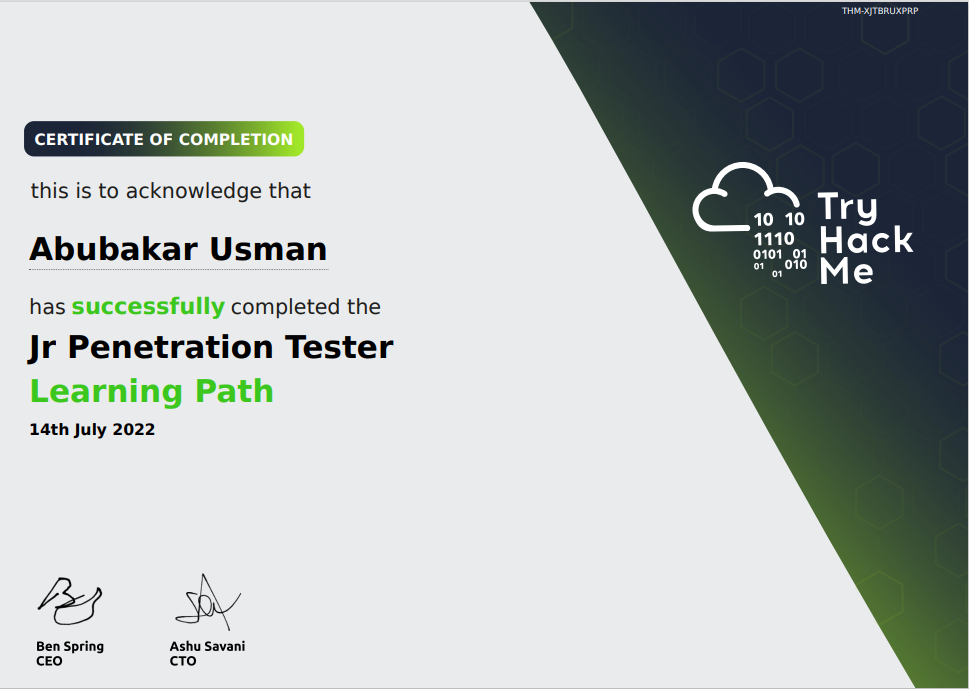 THM-XJTBRUXPRP
CERTIFICATE OF COMPLETION
this is to acknowledge that
Abubakar Usman
has successfully completed the
Jr Penetration Tester
Learning Path
14th July 2022
10 10
1110
0101 01
01 010
01
Try
Hack
Me
Ben Spring
CEO
Ashu Savani
CTO